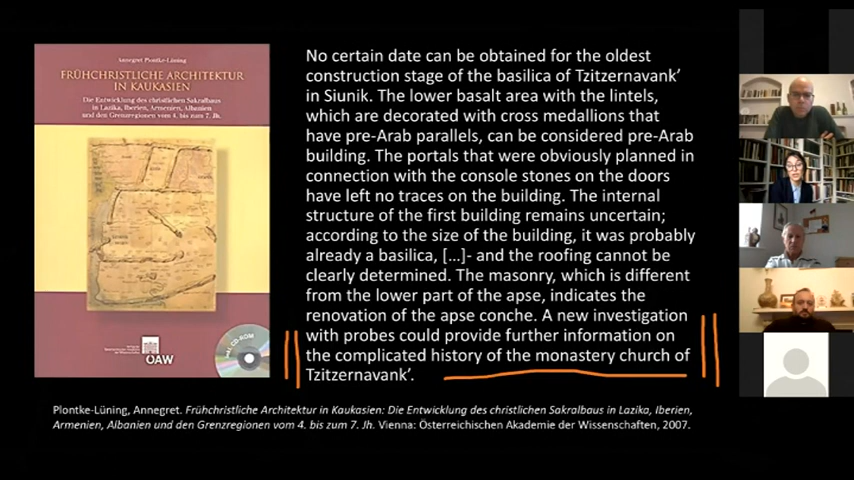 Annegret Plontke-Lüning
FRÜHCHRISTLICHE ARCHITEKTUR
IN KAUKASIEN
Die Entwicklung des christlichen Sakralbaus
in Lazika, Iberien, Armenien, Albanien
und den Grenzregionen vom 4. bis zum 7. Jh.
ÖAW
CD-ROM
No certain date can be obtained for the oldest
construction stage of the basilica of Tzitzernavank’
in Siunik. The lower basalt area with the lintels,
which are decorated with cross medallions that
have pre-Arab parallels, can be considered pre-Arab
building. The portals that were obviously planned in
connection with the console stones on the doors
have left no traces on the building. The internal
structure of the first building remains uncertain;
according to the size of the building, it was probably
already a basilica, […]- and the roofing cannot be
clearly determined. The masonry, which is different
from the lower part of the apse, indicates the
renovation of the apse conche. A new investigation
with probes could provide further information on
the complicated history of the monastery church of
Tzitzernavank’.
Plontke-Lüning, Annegret. Frühchristliche Architektur in Kaukasien: Die Entwicklung des christlichen Sakralbaus in Lazika, Iberien,
Armenien, Albanien und den Grenzregionen vom 4. bis zum 7. Jh. Vienna: Österreichischen Akademie der Wissenschaften, 2007.